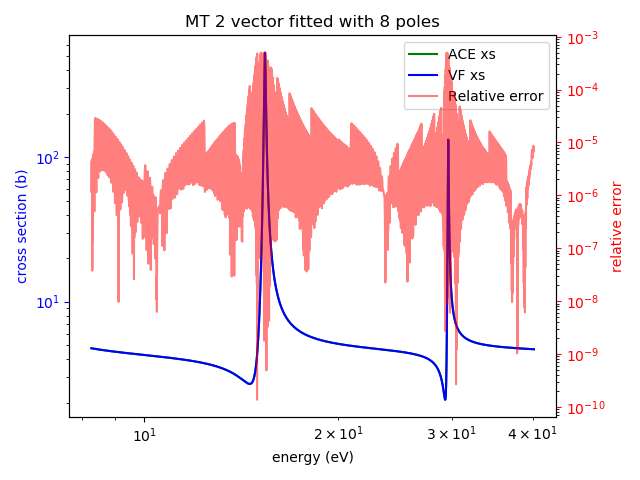 MT 2 vector fitted with 8 poles
ACE xs
VF xs
Relative error
cross section (b)
10²
10¹
relative error
10⁻³
10⁻⁴
10⁻⁵
10⁻⁶
10⁻⁷
10⁻⁸
10⁻⁹
10⁻¹⁰
10¹ 2 × 10¹ 3 × 10¹ 4 × 10¹
energy (eV)